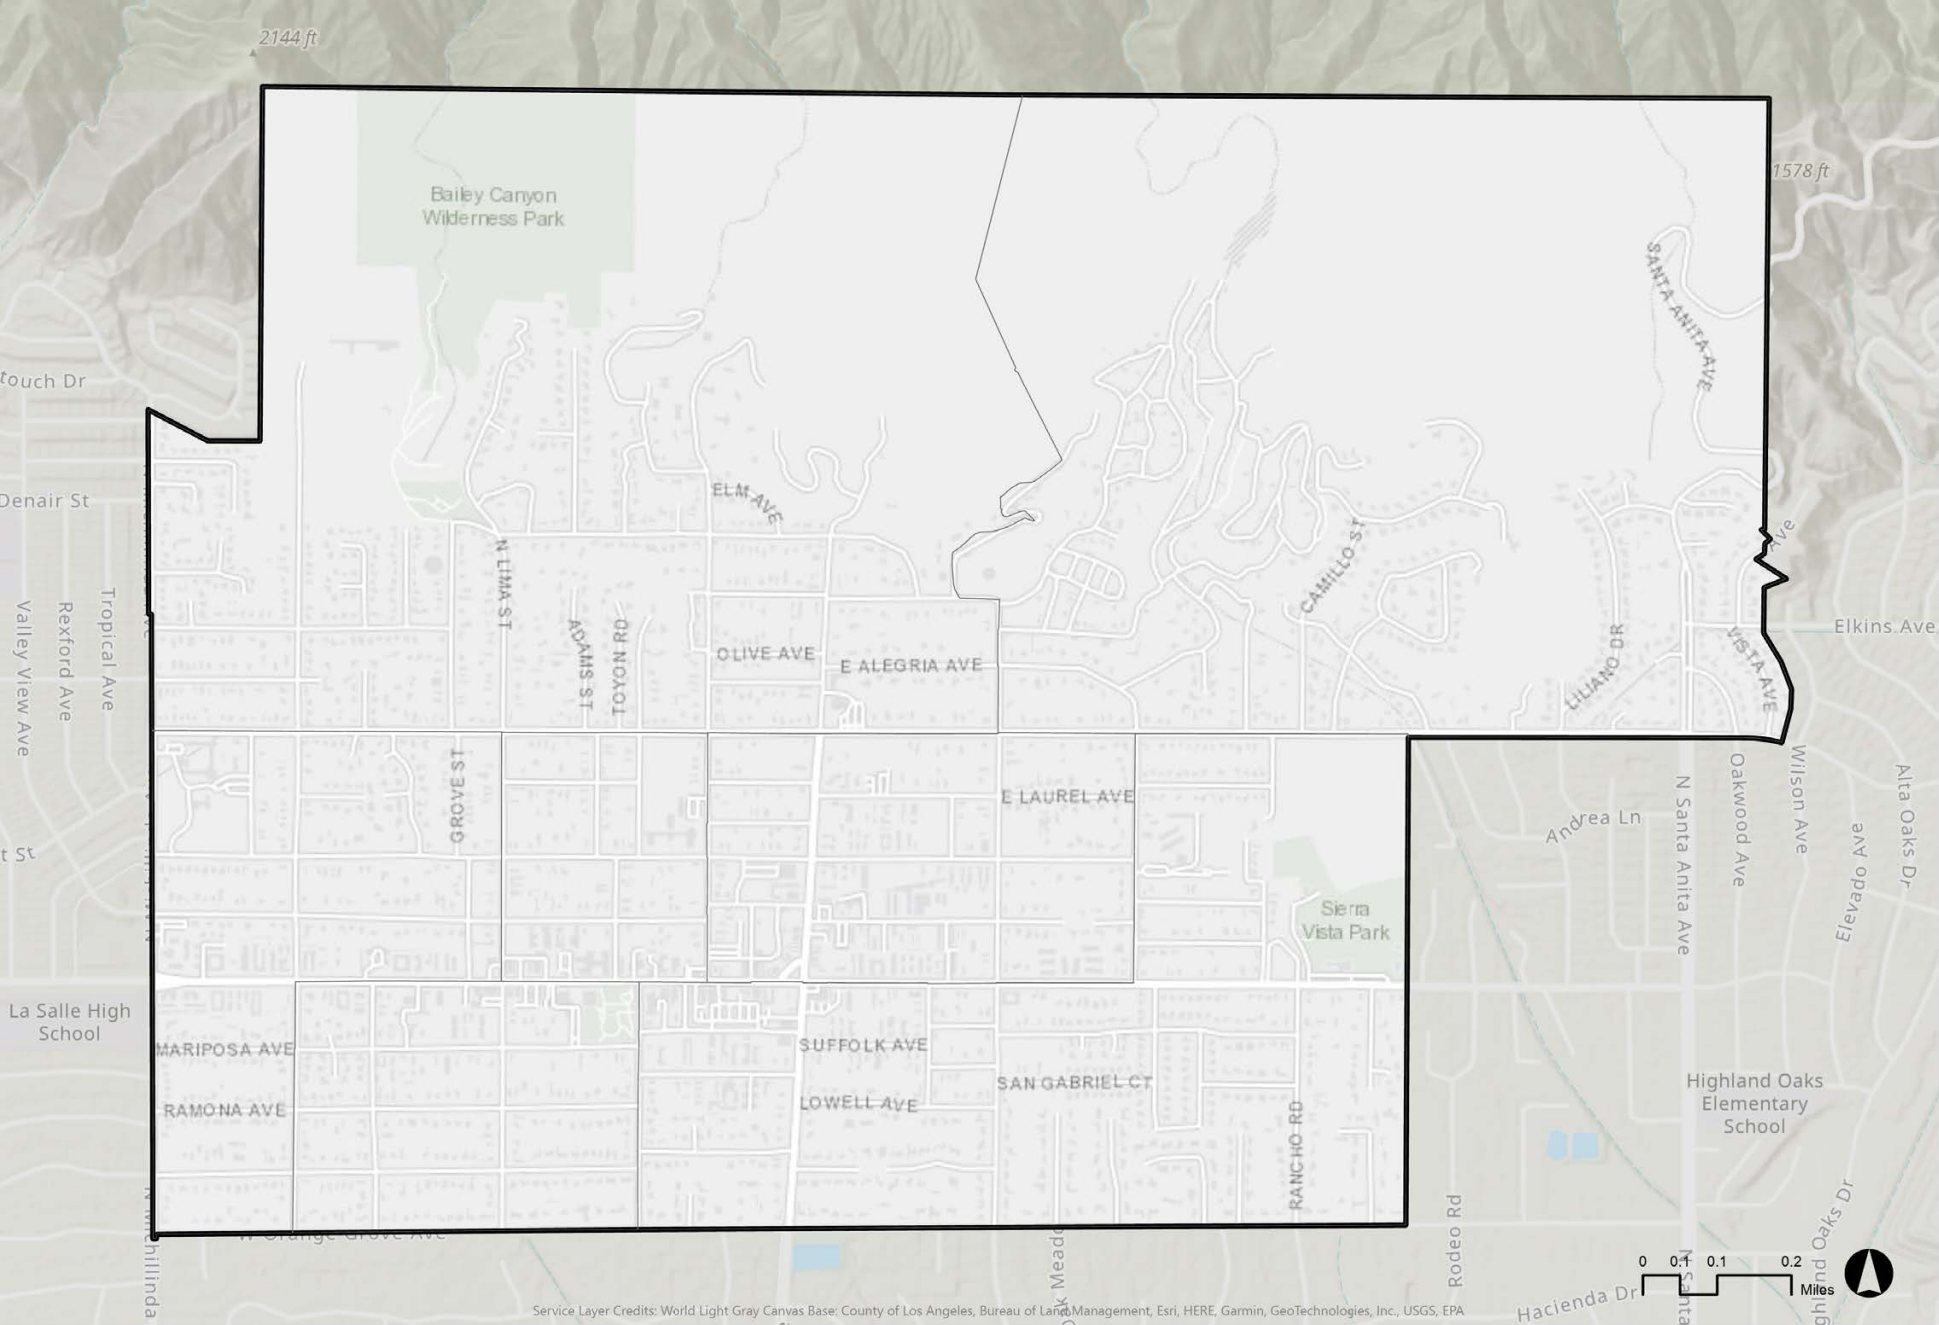 2144 ft
1578 ft
Bailey Canyon
Wilderness Park
SANTA ANITA AVE
touch Dr
Denair St
ELM AVE
Ave
N LIMA ST
CAMILLO ST
Valley View Ave
Rexford Ave
Tropical Ave
ADAMS ST
TOYON RD
OLIVE AVE
E ALEGRIA AVE
LILIANO DR
VISTA AVE
Elkins Ave
GROVE ST
E LAUREL AVE
N Santa Anita Ave
Oakwood Ave
Wilson Ave
Elevado Ave
Alta Oaks Dr
Andrea Ln
t St
Sierra
Vista Park
La Salle High
School
MARIPOSA AVE
SUFFOLK AVE
SAN GABRIEL CT
RAMONA AVE
LOWELL AVE
RANCHO RD
Highland Oaks
Elementary
School
Rodeo Rd
Hacienda Dr
ghland Oaks Dr
N Santa
0 0.1 0.1 0.2
Miles
Service Layer Credits: World Light Gray Canvas Base: County of Los Angeles, Bureau of Land Management, Esri, HERE, Garmin, GeoTechnologies, Inc., USGS, EPA